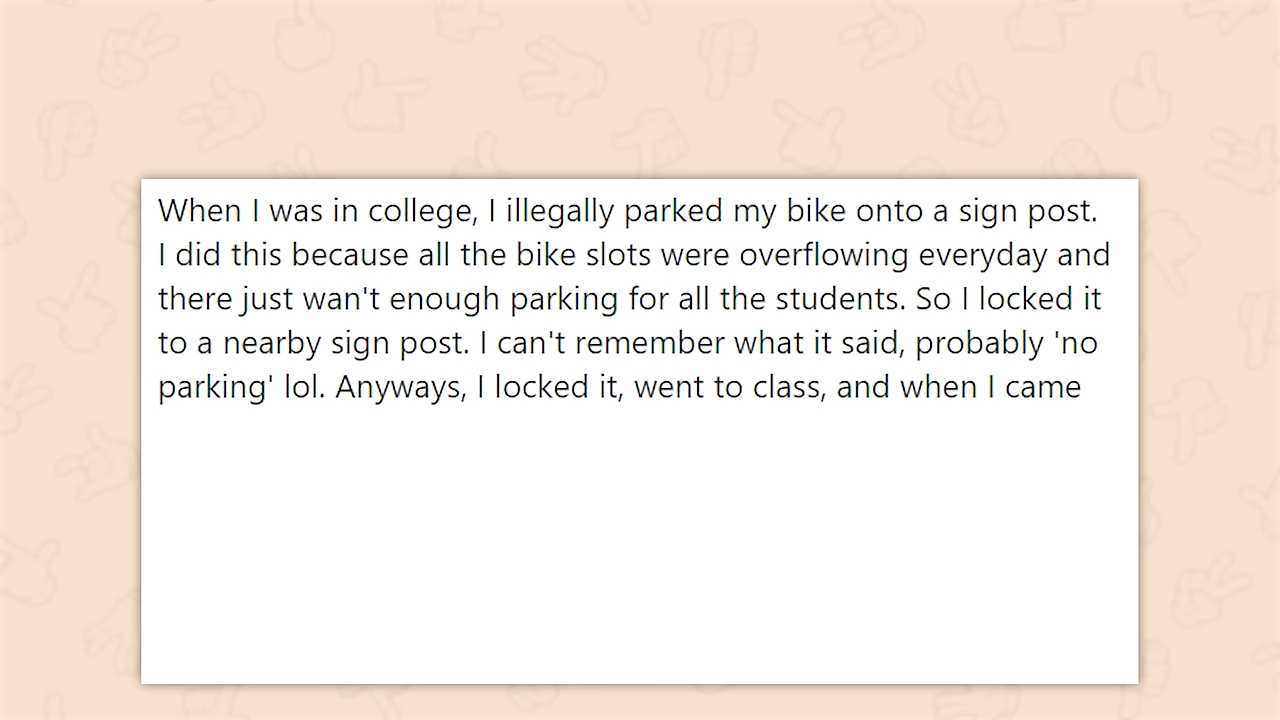 When I was in college, I illegally parked my bike onto a sign post.
I did this because all the bike slots were overflowing everyday and
there just wan't enough parking for all the students. So I locked it
to a nearby sign post. I can't remember what it said, probably 'no
parking' lol. Anyways, I locked it, went to class, and when I came